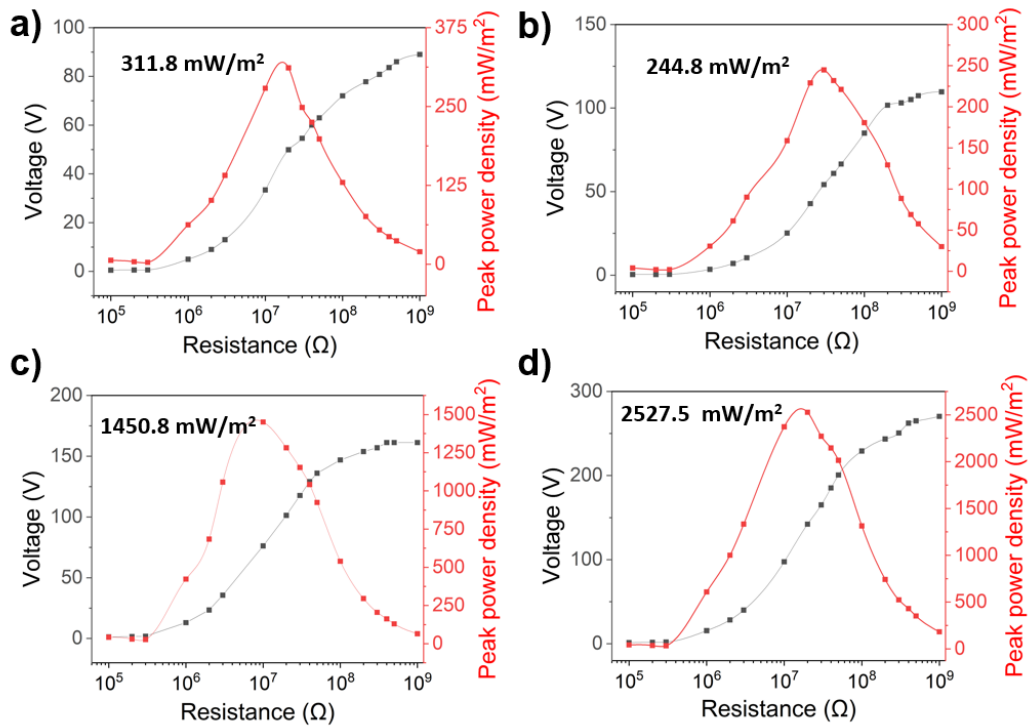 a)
311.8 mW/m²
Voltage (V)
100
80
60
40
20
0
Peak power density (mW/m²)
375
250
125
0
10⁵ 10⁶ 10⁷ 10⁸ 10⁹
Resistance (Ω)
b)
244.8 mW/m²
Voltage (V)
150
100
50
0
Peak power density (mW/m²)
300
250
200
150
100
50
0
10⁵ 10⁶ 10⁷ 10⁸ 10⁹
Resistance (Ω)
c)
1450.8 mW/m²
Voltage (V)
200
150
100
50
0
Peak power density (mW/m²)
1500
1250
1000
750
500
250
0
10⁵ 10⁶ 10⁷ 10⁸ 10⁹
Resistance (Ω)
d)
2527.5 mW/m²
Voltage (V)
300
200
100
0
Peak power density (mW/m²)
2500
2000
1500
1000
500
0
10⁵ 10⁶ 10⁷ 10⁸ 10⁹
Resistance (Ω)